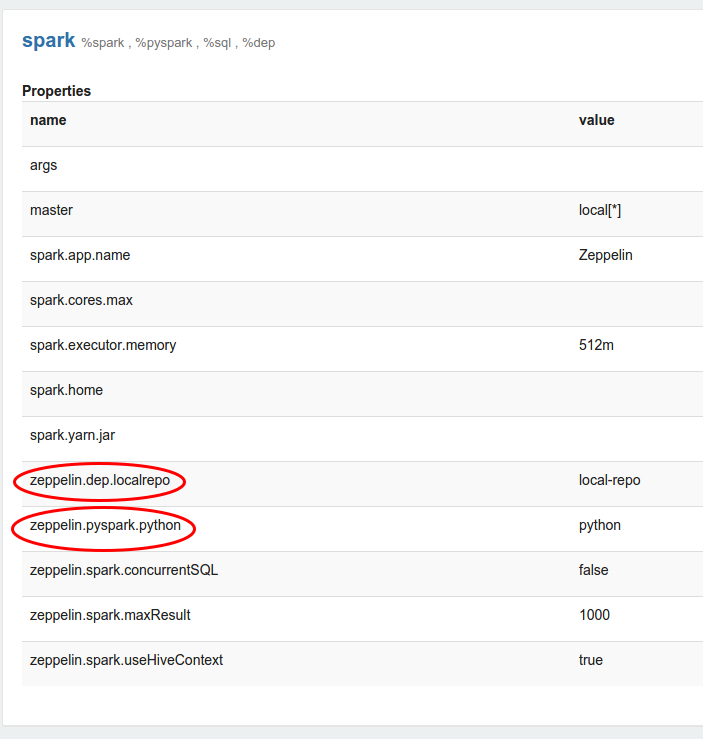 spark %spark , %pyspark , %sql , %dep
Properties
name value
args
master local[*]
spark.app.name Zeppelin
spark.cores.max
spark.executor.memory 512m
spark.home
spark.yarn.jar
zeppelin.dep.localrepo local-repo
zeppelin.pyspark.python python
zeppelin.spark.concurrentSQL false
zeppelin.spark.maxResult 1000
zeppelin.spark.useHiveContext true